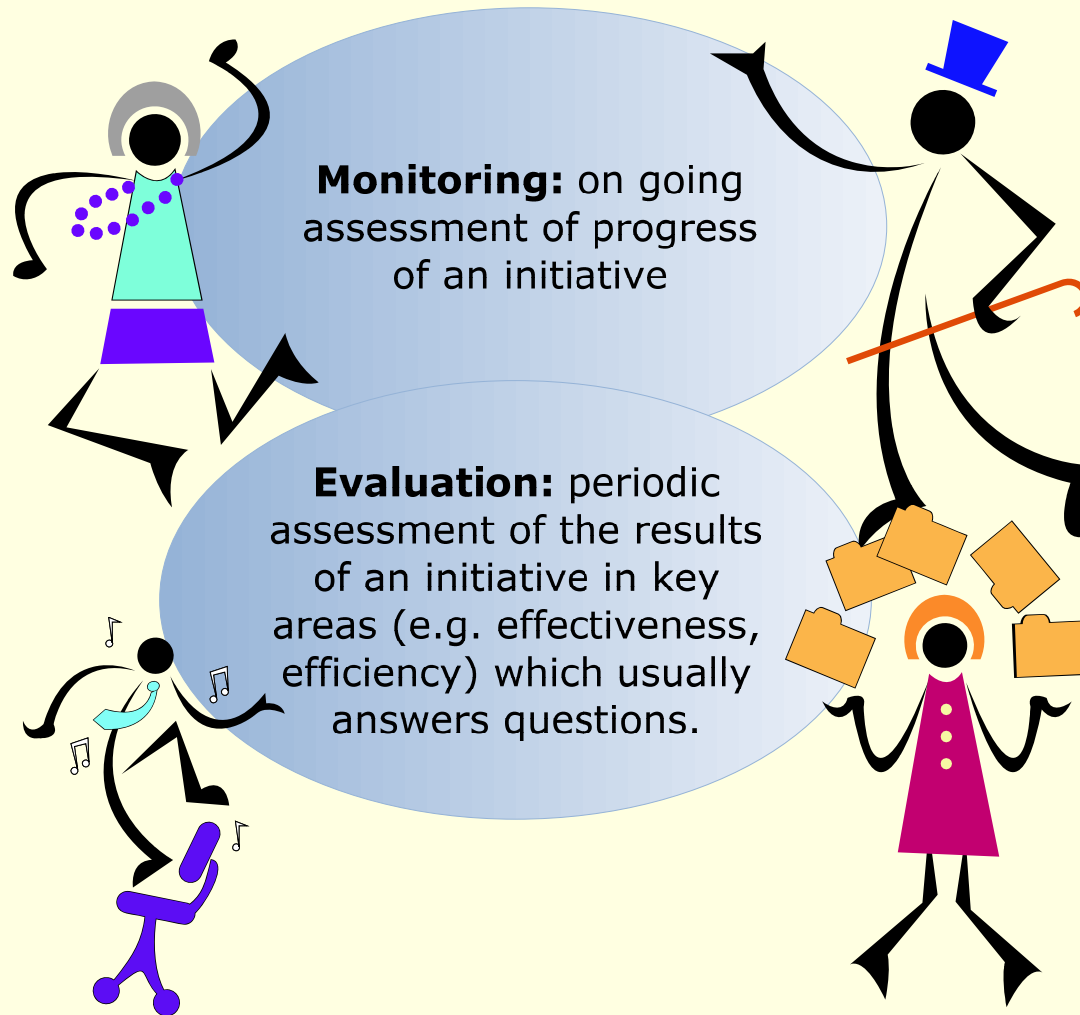 Monitoring: on going
assessment of progress
of an initiative
Evaluation: periodic
assessment of the results
of an initiative in key
areas (e.g. effectiveness,
efficiency) which usually
answers questions.